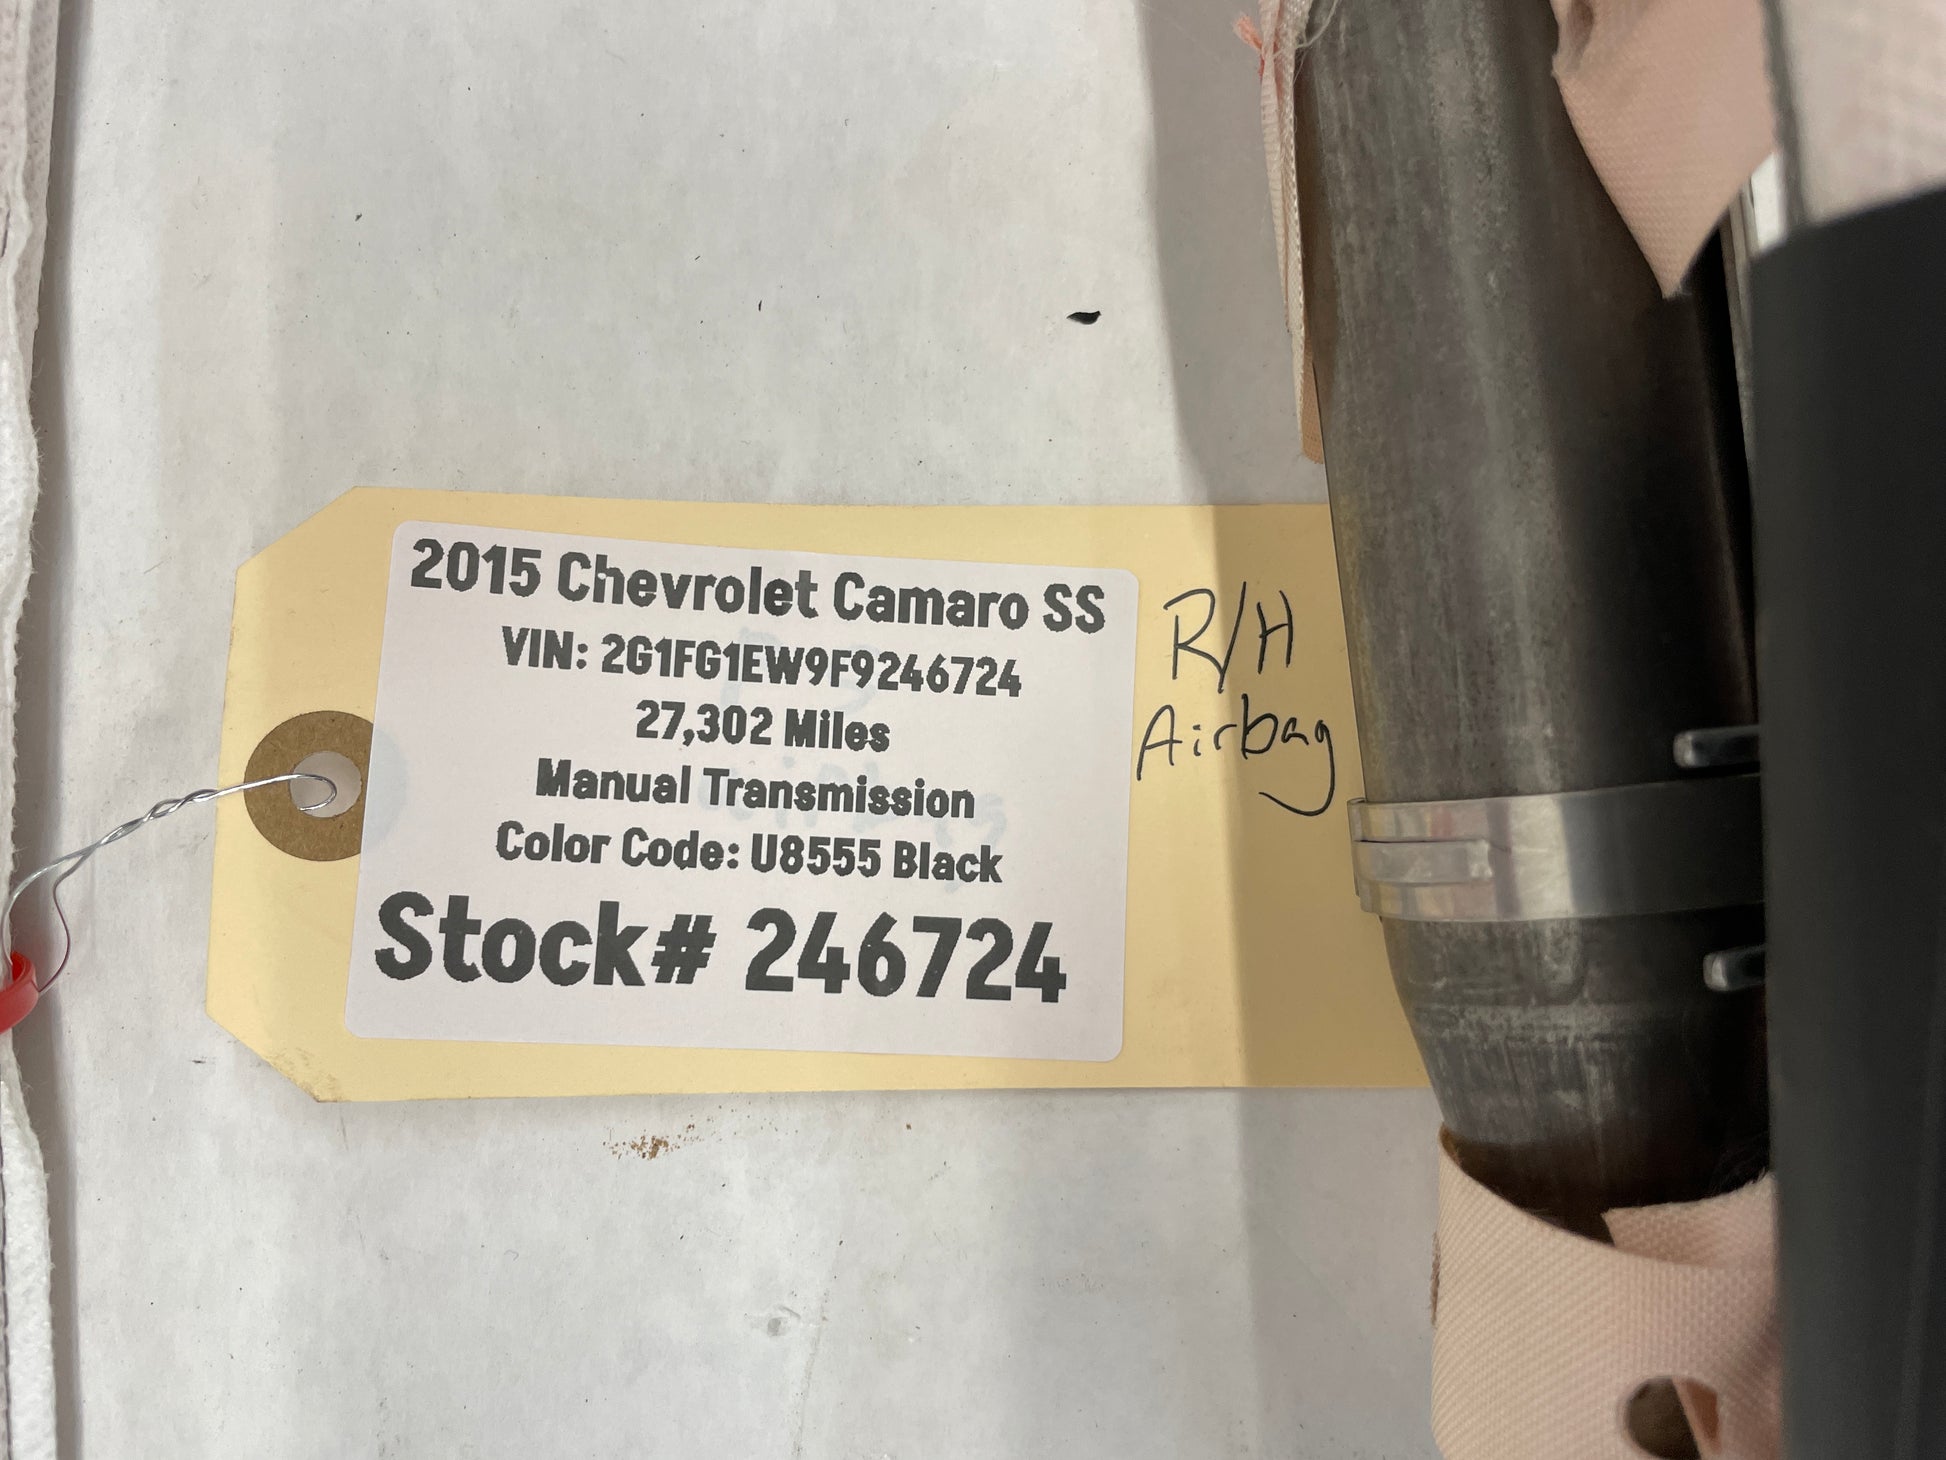 2015 Chevrolet Camaro SS
VIN: 2G1FG1EW9F9246724
27,302 Miles
Manual Transmission
Color Code: U8555 Black
Stock# 246724
R/H
Airbag